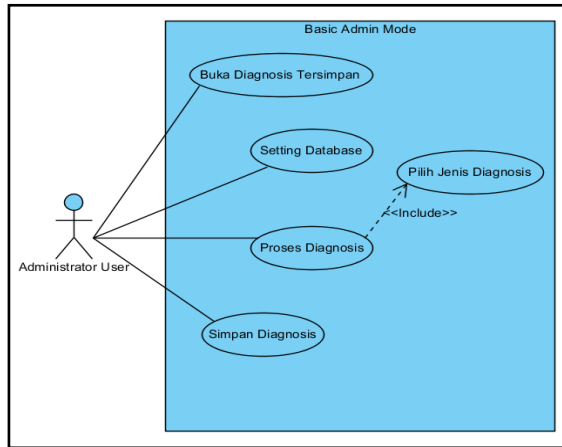 Basic Admin Mode
Buka Diagnosis Tersimpan
Setting Database
Pilih Jenis Diagnosis
<<Include>>
Proses Diagnosis
Administrator User
Simpan Diagnosis